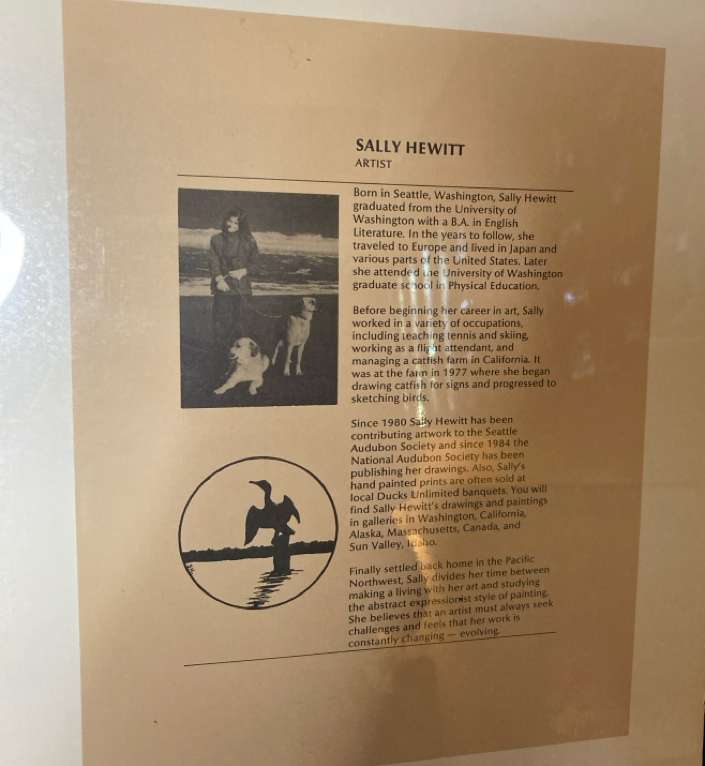 SALLY HEWITT
ARTIST
Born in Seattle, Washington, Sally Hewitt
graduated from the University of
Washington with a B.A. in English
Literature. In the years to follow, she
traveled to Europe and lived in Japan and
various parts of the United States. Later
she attended the University of Washington
graduate school in Physical Education.
Before beginning her career in art, Sally
worked in a variety of occupations,
including teaching tennis and skiing,
working as a flight attendant, and
managing a catfish farm in California. It
was at the farm in 1977 where she began
drawing catfish for signs and progressed to
sketching birds.
Since 1980 Sally Hewitt has been
contributing artwork to the Seattle
Audubon Society and since 1984 the
National Audubon Society has been
publishing her drawings. Also, Sally's
hand painted prints are often sold at
local Ducks Unlimited banquets. You will
find Sally Hewitt's drawings and paintings
in galleries in Washington, California,
Alaska, Massachusetts, Canada, and
Sun Valley, Idaho.
Finally settled back home in the Pacific
Northwest, Sally divides her time between
making a living with her art and studying
the abstract expressionist style of painting.
She believes that an artist must always seek
challenges and feels that her work is
constantly changing — evolving.